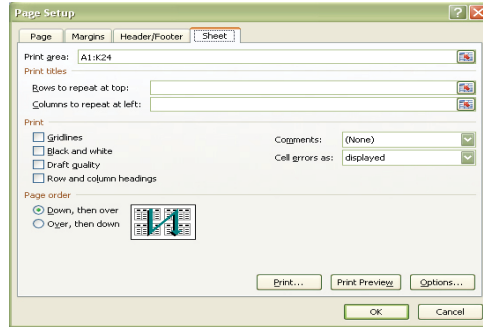 Page Setup
Page Margins Header/Footer Sheet
Print area: A1:K24
Print titles
Rows to repeat at top:
Columns to repeat at left:
Print
Gridlines
Black and white
Draft quality
Row and column headings
Comments: (None)
Cell errors as: displayed
Page order
Down, then over
Over, then down
Print... Print Preview Options...
OK Cancel